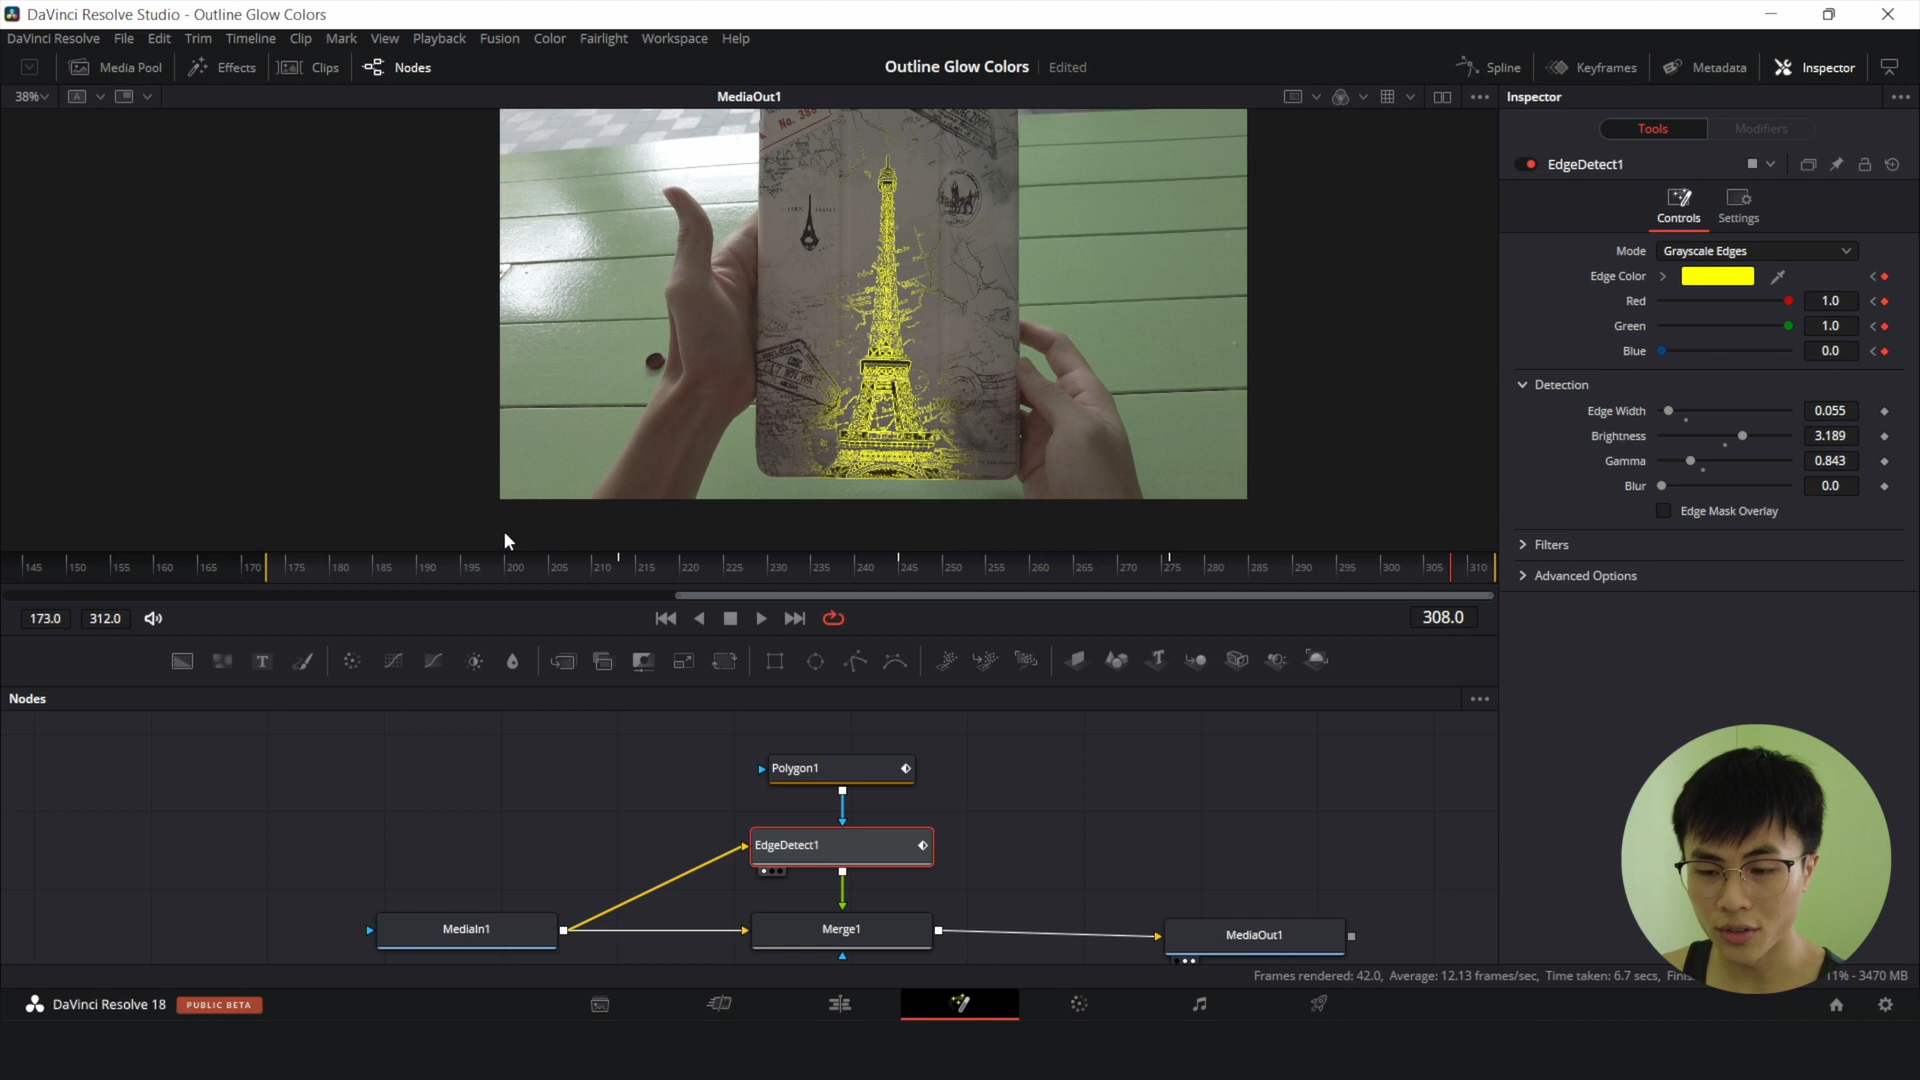 DaVinci Resolve Studio - Outline Glow Colors
DaVinci Resolve File Edit Trim Timeline Clip Mark View Playback Fusion Color Fairlight Workspace Help
Media Pool Effects Clips Nodes Outline Glow Colors Edited Spline Keyframes Metadata Inspector
38% A MediaOut1 Inspector
Tools Modifiers
EdgeDetect1
Controls Settings
Mode Grayscale Edges
Edge Color
Red 1.0
Green 1.0
Blue 0.0
Detection
Edge Width 0.055
Brightness 3.189
Gamma 0.843
Blur 0.0
Edge Mask Overlay
Filters
Advanced Options
145 150 155 160 165 170 175 180 185 190 195 200 205 210 215 220 225 230 235 240 245 250 255 260 265 270 275 280 285 290 295 300 305 310
173.0 312.0 308.0
Nodes
Polygon1
EdgeDetect1
MediaIn1 Merge1 MediaOut1
Frames rendered: 42.0, Average: 12.13 frames/sec, Time taken: 6.7 secs, 11% - 3470 MB
DaVinci Resolve 18 PUBLIC BETA